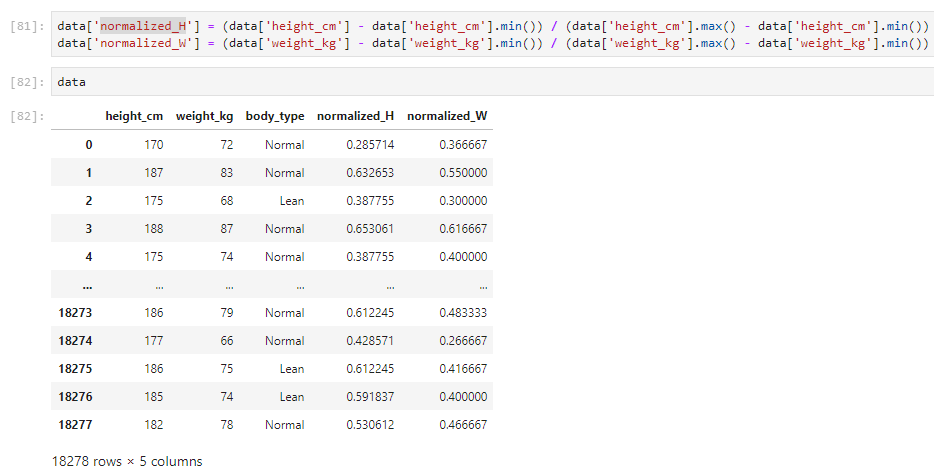 [81]: data['normalized_H'] = (data['height_cm'] - data['height_cm'].min()) / (data['height_cm'].max() - data['height_cm'].min())
data['normalized_W'] = (data['weight_kg'] - data['weight_kg'].min()) / (data['weight_kg'].max() - data['weight_kg'].min())
[82]: data
[82]: height_cm weight_kg body_type normalized_H normalized_W
0 170 72 Normal 0.285714 0.366667
1 187 83 Normal 0.632653 0.550000
2 175 68 Lean 0.387755 0.300000
3 188 87 Normal 0.653061 0.616667
4 175 74 Normal 0.387755 0.400000
... ... ... ... ... ...
18273 186 79 Normal 0.612245 0.483333
18274 177 66 Normal 0.428571 0.266667
18275 186 75 Lean 0.612245 0.416667
18276 185 74 Lean 0.591837 0.400000
18277 182 78 Normal 0.530612 0.466667
18278 rows × 5 columns